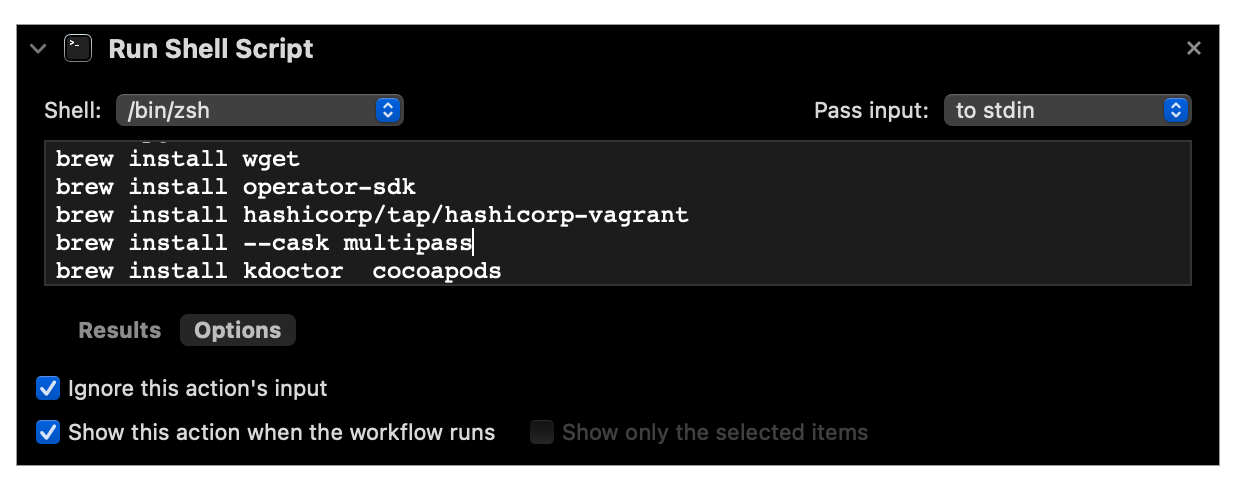 Run Shell Script
Shell: /bin/zsh Pass input: to stdin
brew install wget
brew install operator-sdk
brew install hashicorp/tap/hashicorp-vagrant
brew install --cask multipass
brew install kdoctor  cocoapods
Results Options
Ignore this action's input
Show this action when the workflow runs Show only the selected items